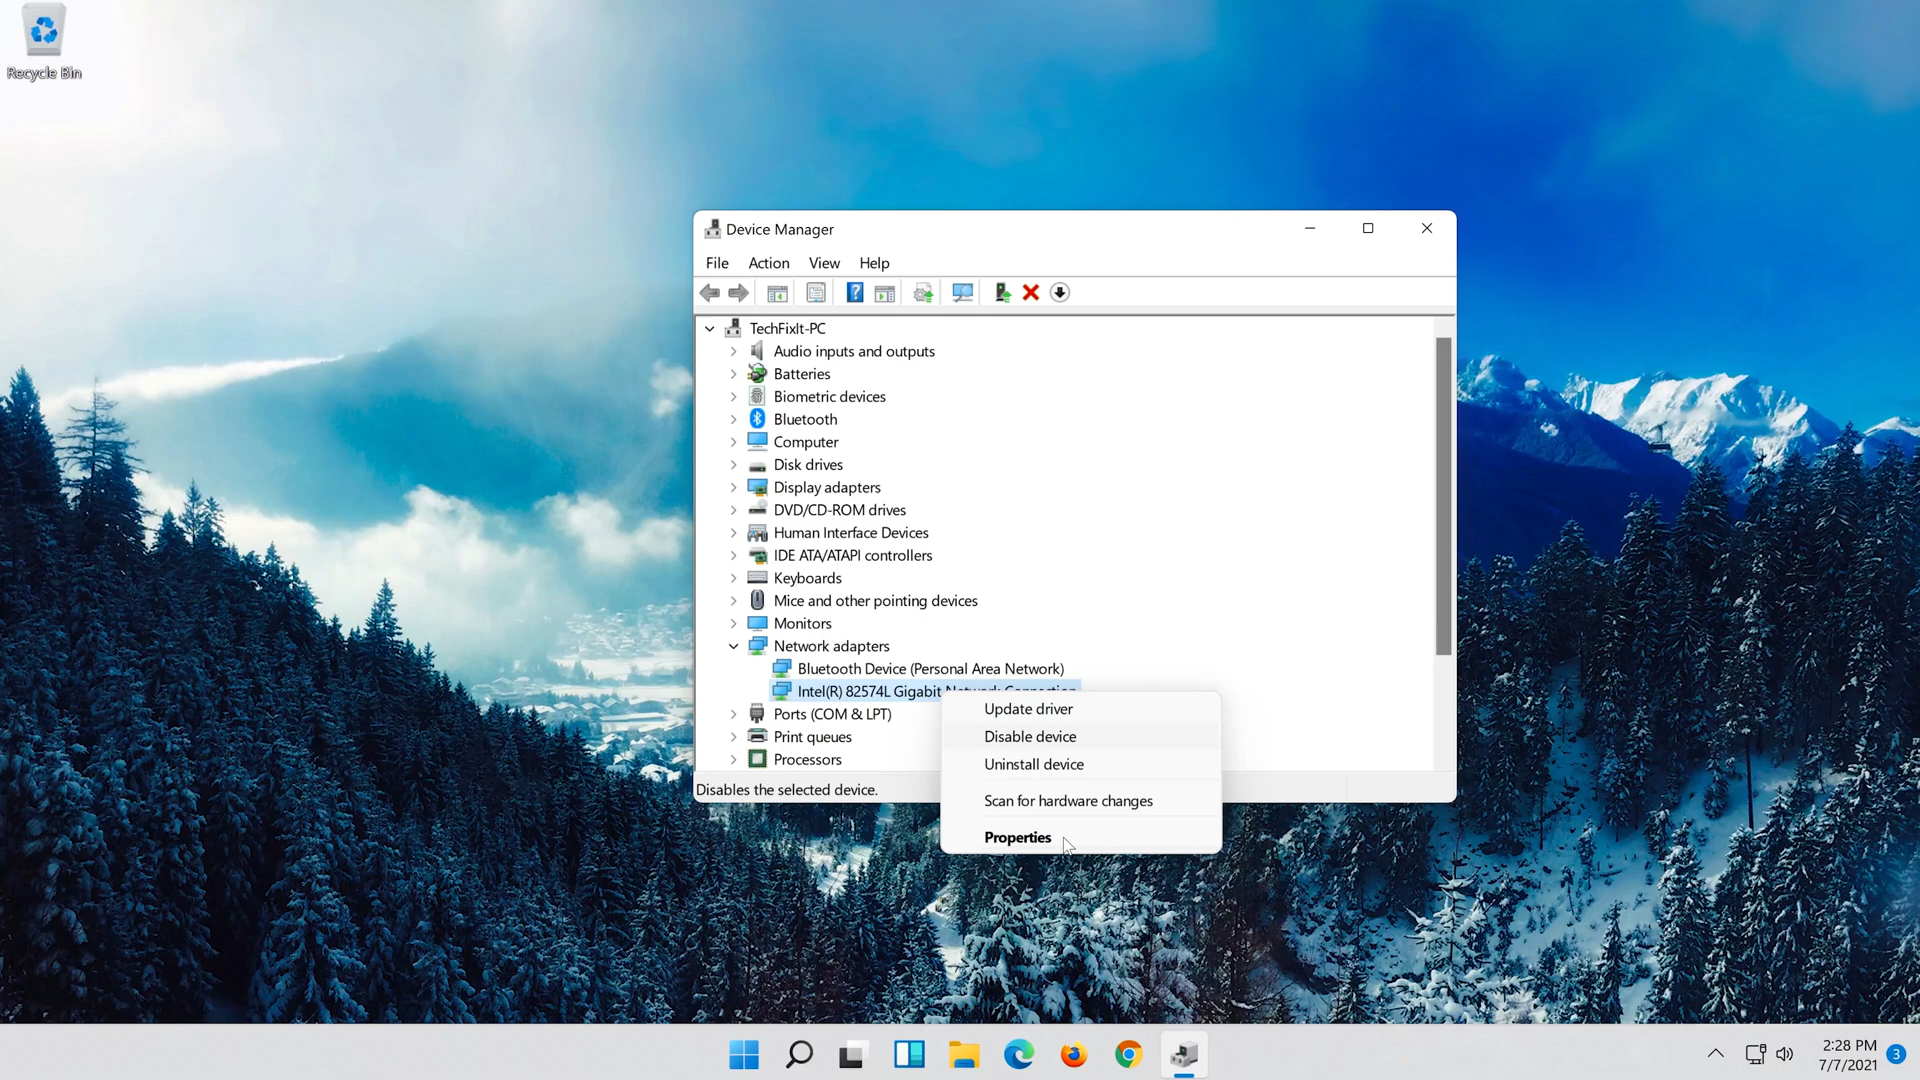 Recycle Bin
Device Manager
File Action View Help
TechFixIt-PC
Audio inputs and outputs
Batteries
Biometric devices
Bluetooth
Computer
Disk drives
Display adapters
DVD/CD-ROM drives
Human Interface Devices
IDE ATA/ATAPI controllers
Keyboards
Mice and other pointing devices
Monitors
Network adapters
Bluetooth Device (Personal Area Network)
Intel(R) 82574L Gigabit Network Connection
Ports (COM & LPT)
Print queues
Processors
Disables the selected device.
Update driver
Disable device
Uninstall device
Scan for hardware changes
Properties
2:28 PM
7/7/2021
3